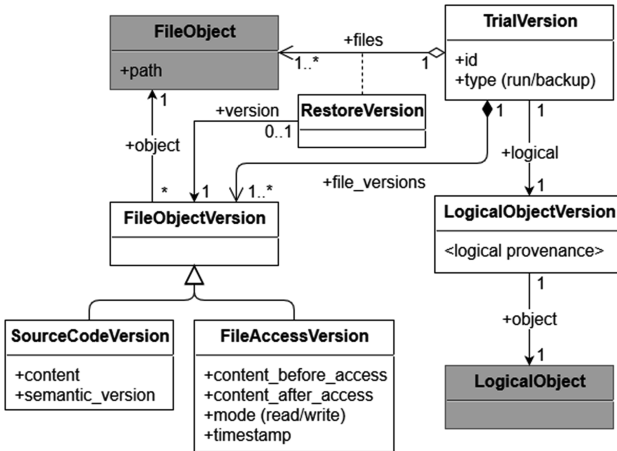 FileObject
+path
+files
1..*
1
TrialVersion
+id
+type (run/backup)
RestoreVersion
+version
0..1
1
+object
*
1
1..*
+file_versions
1
1
+logical
1
FileObjectVersion
LogicalObjectVersion
<logical provenance>
1
+object
1
SourceCodeVersion
+content
+semantic_version
FileAccessVersion
+content_before_access
+content_after_access
+mode (read/write)
+timestamp
LogicalObject